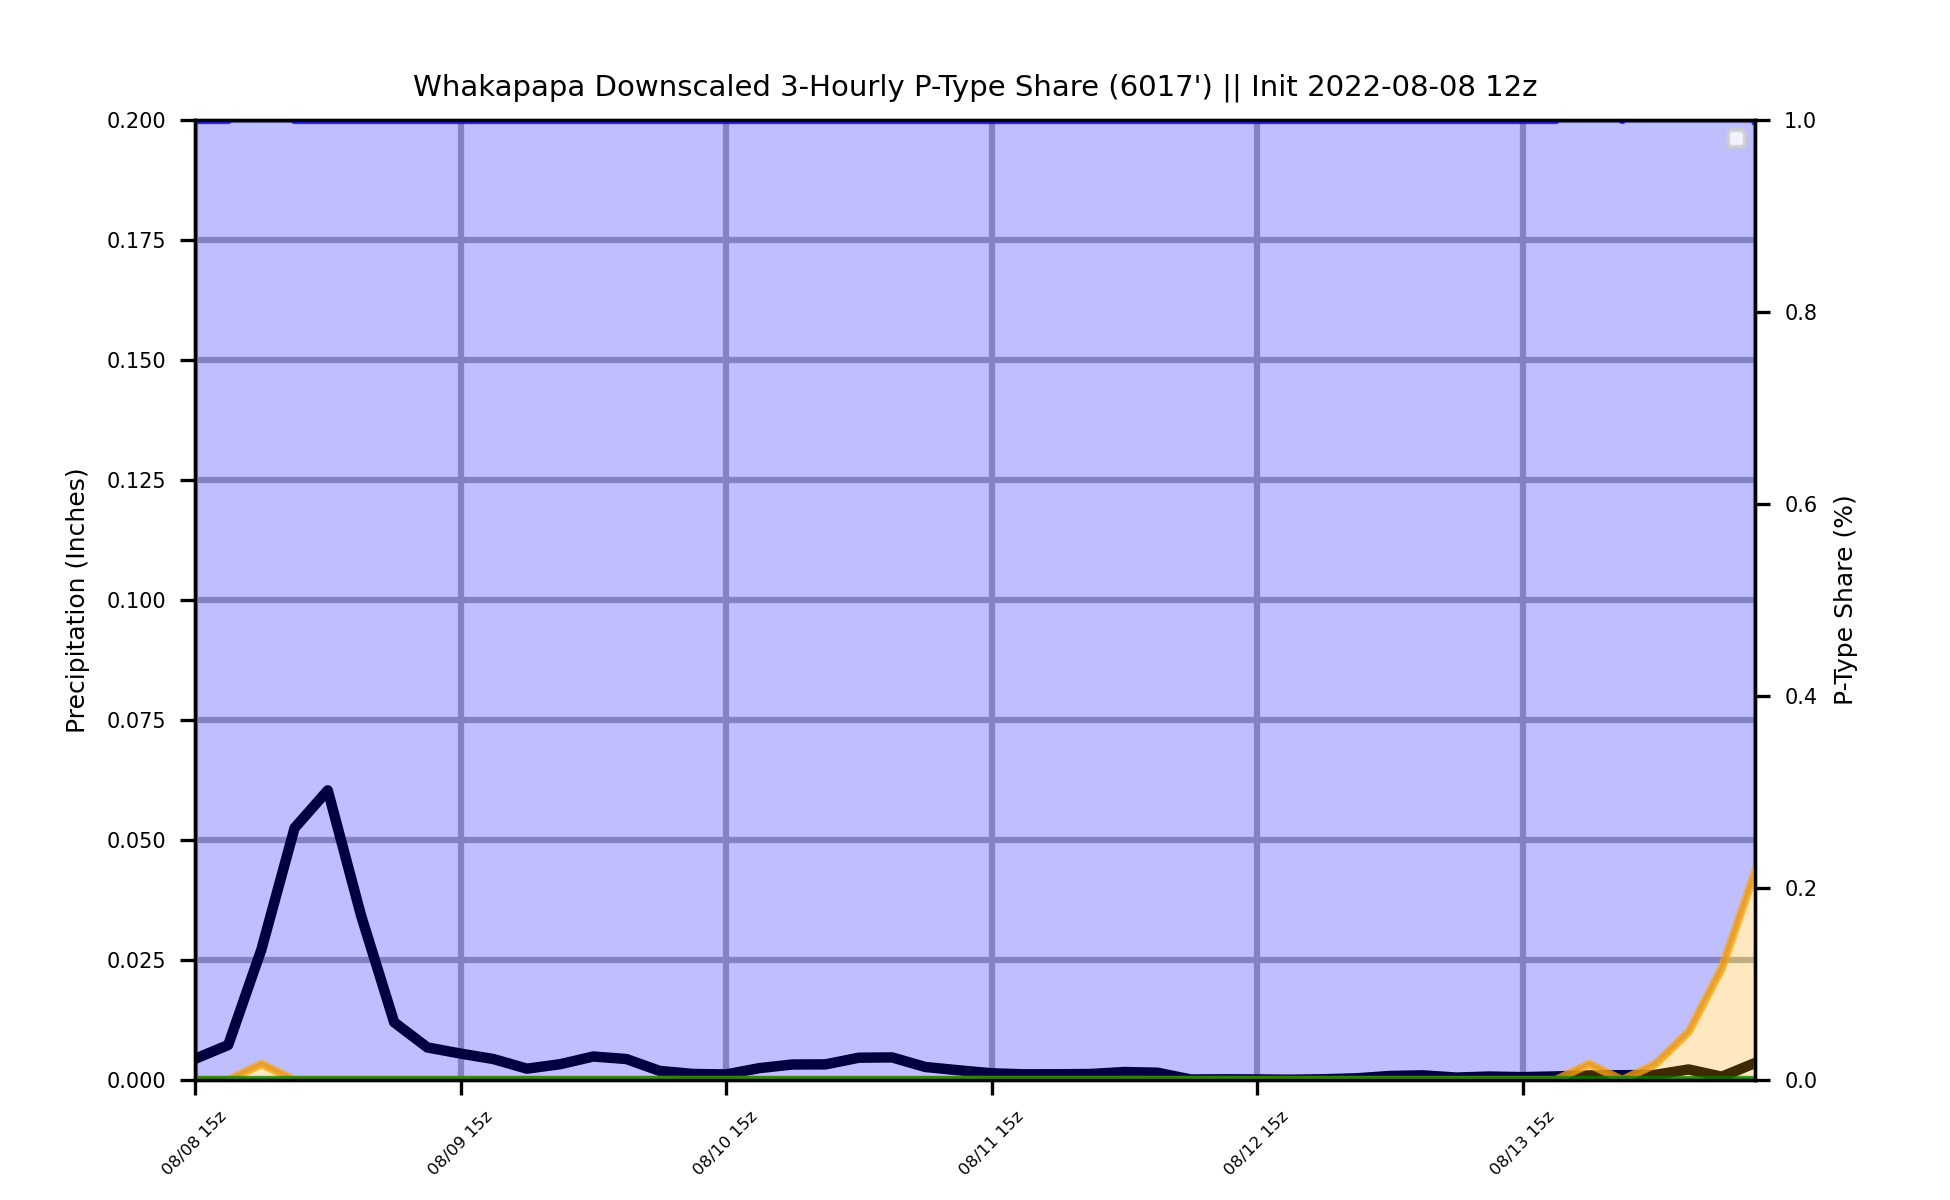 Whakapapa Downscaled 3-Hourly P-Type Share (6017') || Init 2022-08-08 12z
0.200
0.175
0.150
0.125
0.100
0.075
0.050
0.025
0.000
Precipitation (Inches)
1.0
0.8
0.6
0.4
0.2
0.0
P-Type Share (%)
08/08 15z
08/09 15z
08/10 15z
08/11 15z
08/12 15z
08/13 15z